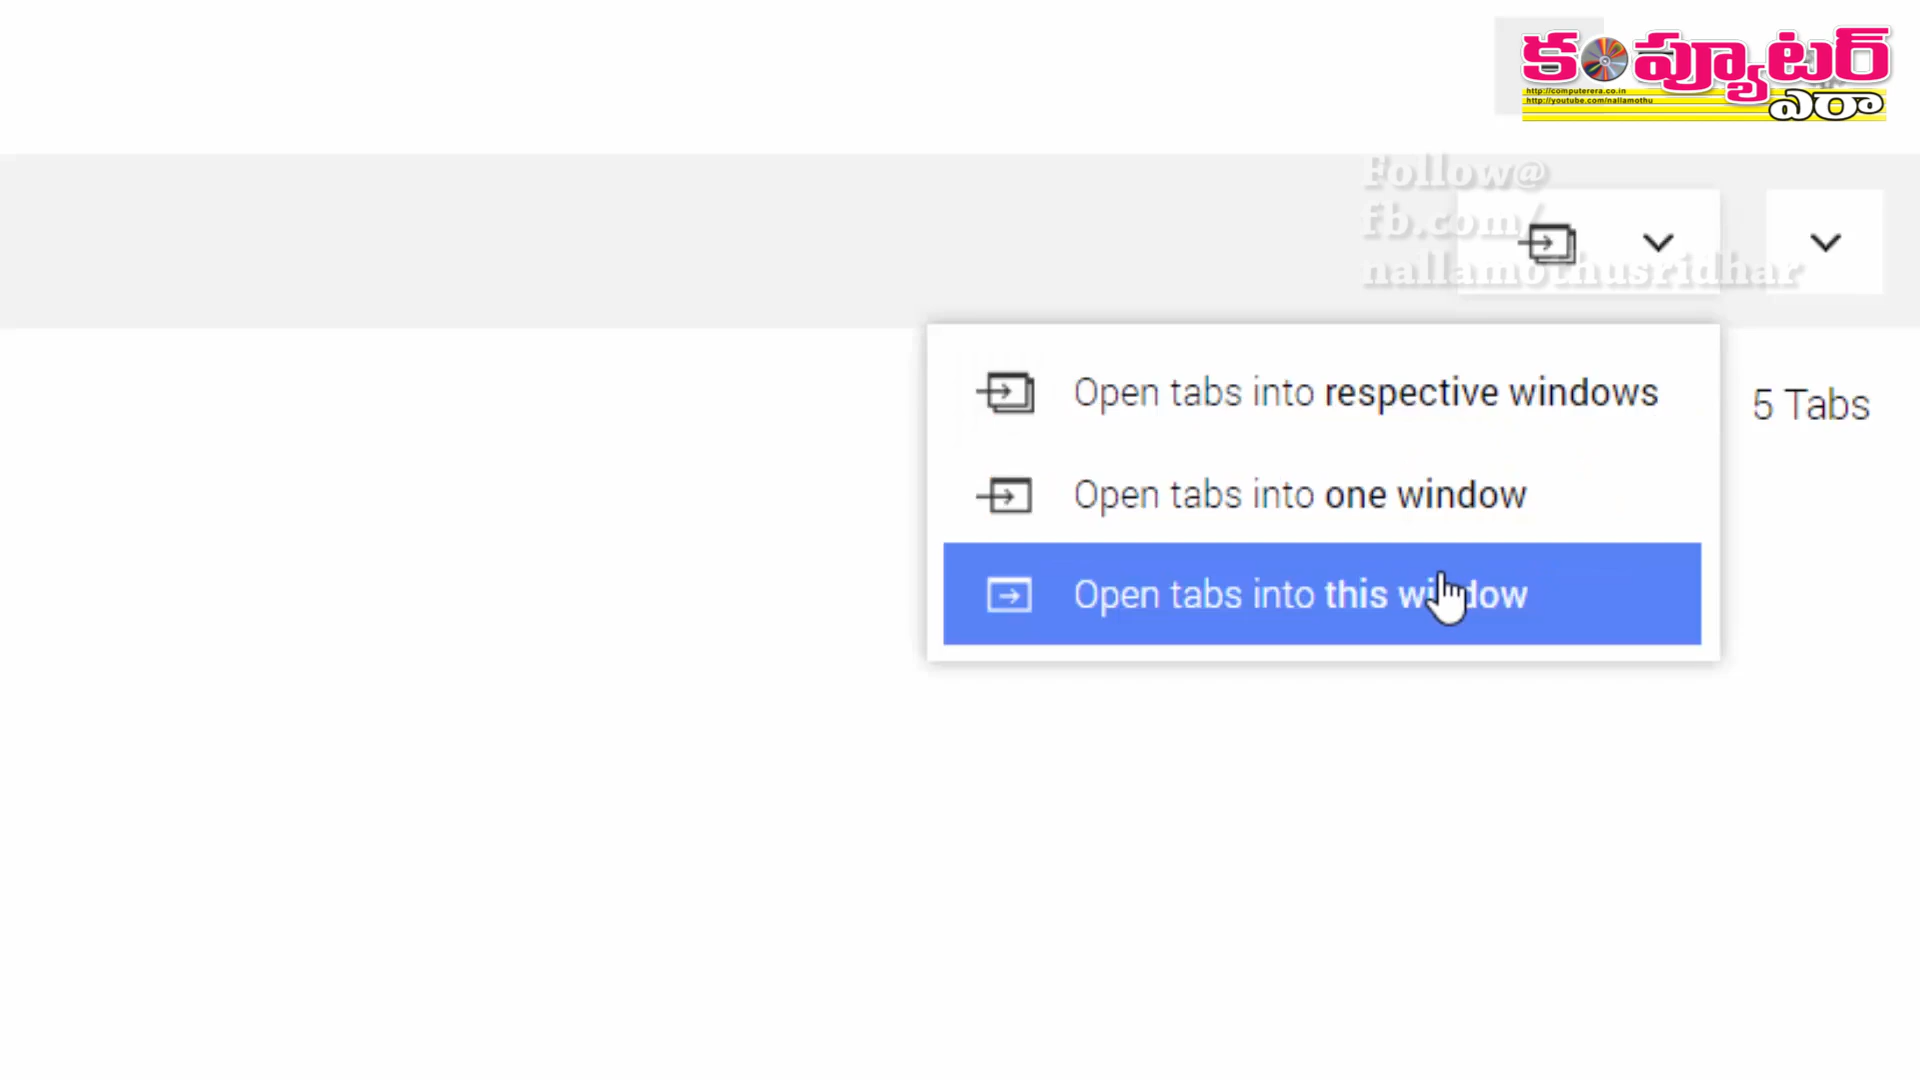 కంప్యూటర్
http://computerera.co.in
http://youtube.com/nallamothu
ఎరా
Follow@
fb.com/
nallamothusridhar
Open tabs into respective windows
5 Tabs
Open tabs into one window
Open tabs into this window